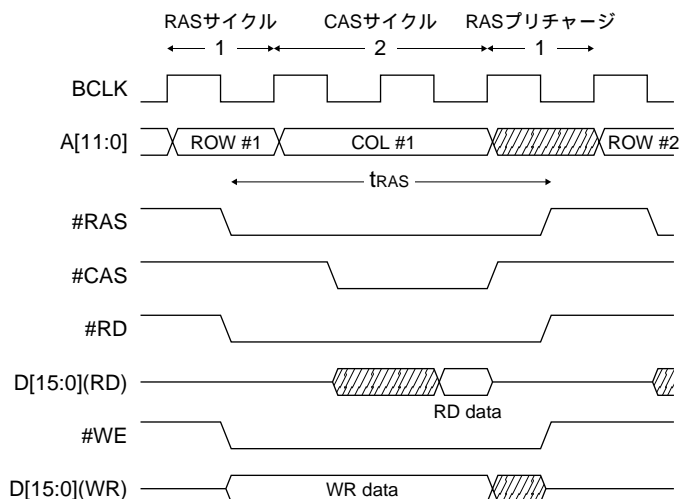 RASサイクル CASサイクル RASプリチャージ
1 2 1
BCLK
A[11:0] ROW #1 COL #1 ROW #2
tRAS
#RAS
#CAS
#RD
D[15:0](RD)
RD data
#WE
D[15:0](WR) WR data